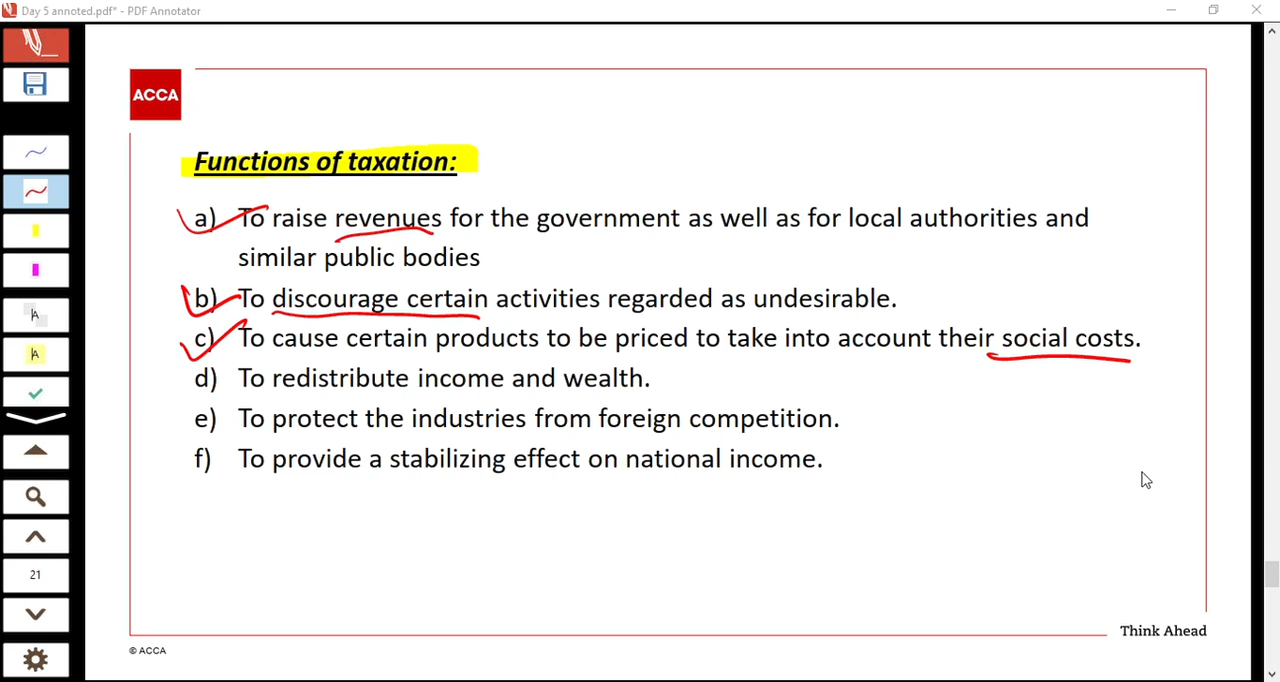 Day 5 annoted.pdf* - PDF Annotator
ACCA
Functions of taxation:
a) To raise revenues for the government as well as for local authorities and
similar public bodies
b) To discourage certain activities regarded as undesirable.
c) To cause certain products to be priced to take into account their social costs.
d) To redistribute income and wealth.
e) To protect the industries from foreign competition.
f) To provide a stabilizing effect on national income.
21
Think Ahead
© ACCA